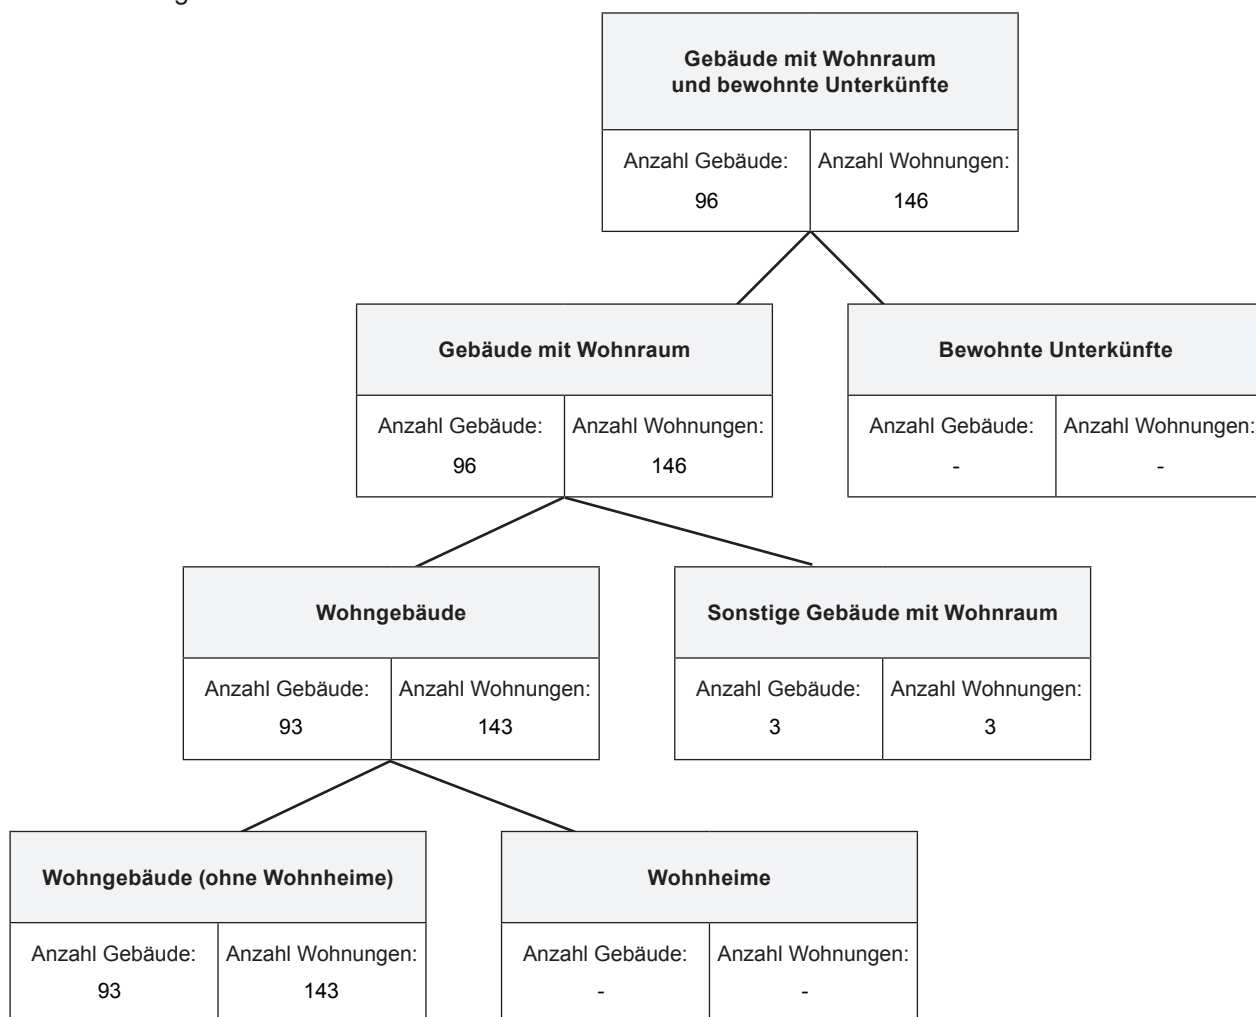 Gebäude mit Wohnraum
und bewohnte Unterkünfte
Anzahl Gebäude: Anzahl Wohnungen:
96 146
Gebäude mit Wohnraum
Anzahl Gebäude: Anzahl Wohnungen:
96 146
Bewohnte Unterkünfte
Anzahl Gebäude: Anzahl Wohnungen:
- -
Wohngebäude
Anzahl Gebäude: Anzahl Wohnungen:
93 143
Sonstige Gebäude mit Wohnraum
Anzahl Gebäude: Anzahl Wohnungen:
3 3
Wohngebäude (ohne Wohnheime)
Anzahl Gebäude: Anzahl Wohnungen:
93 143
Wohnheime
Anzahl Gebäude: Anzahl Wohnungen:
- -